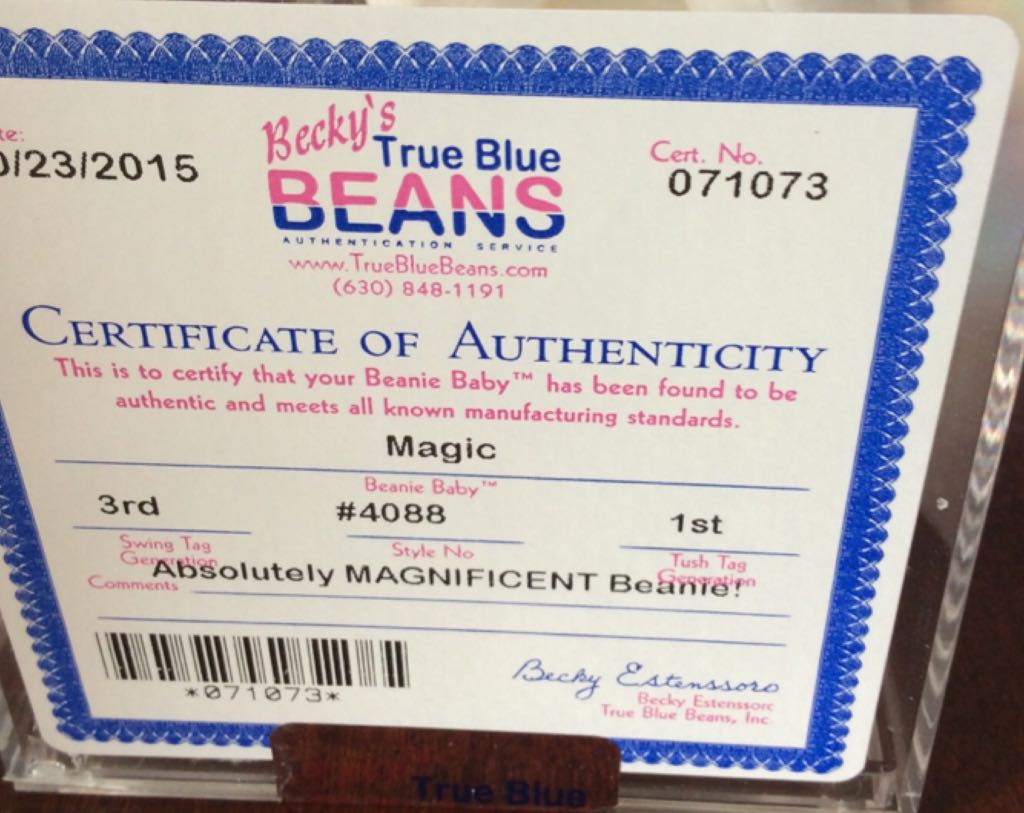 te:
0/23/2015
Becky's
True Blue
BEANS
AUTHENTICATION SERVICE
www.TrueBlueBeans.com
(630) 848-1191
Cert. No.
071073
CERTIFICATE OF AUTHENTICITY
This is to certify that your Beanie Baby™ has been found to be
authentic and meets all known manufacturing standards.
Magic
Beanie Baby™
3rd #4088 1st
Swing Tag Generation Style No Tush Tag Generation
Comments Absolutely MAGNIFICENT Beanie!
*071073*
Becky Estenssoro
Becky Estenssoro
True Blue Beans, Inc
True Blue